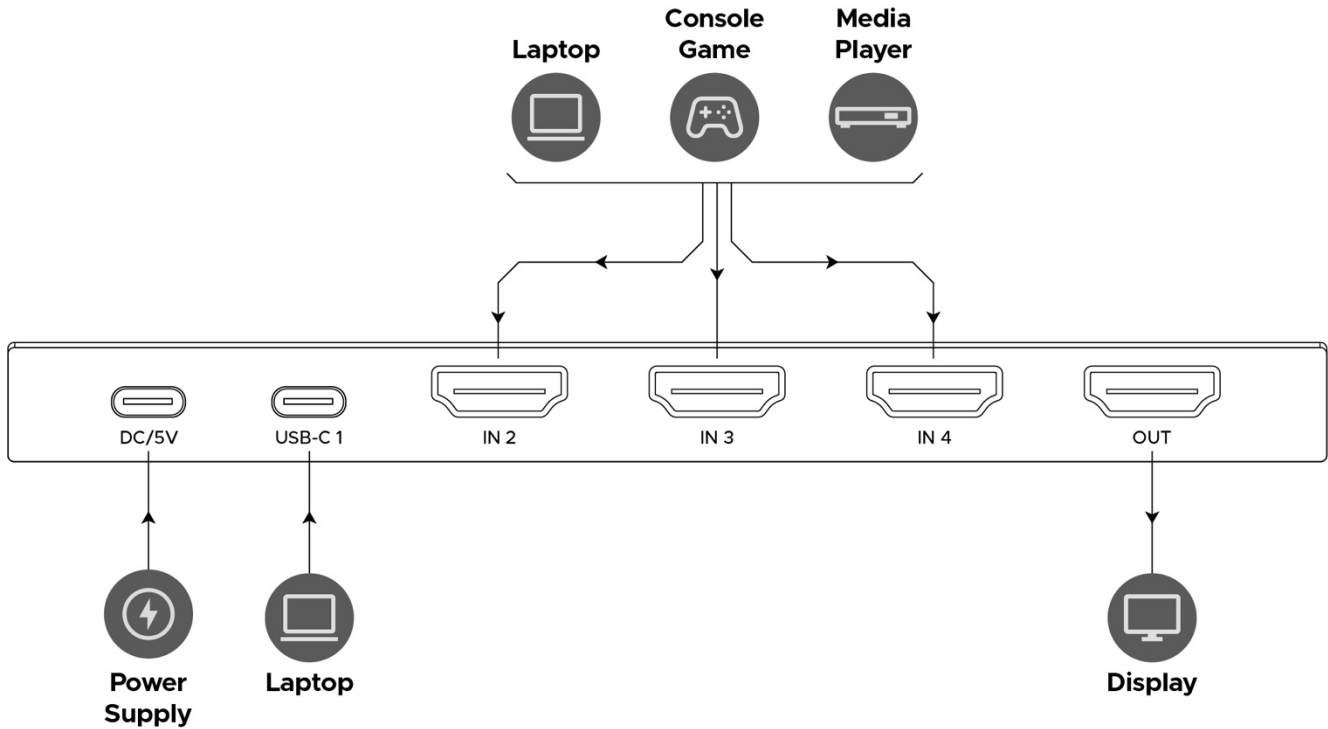 Laptop
Console
Game
Media
Player
DC/5V
USB-C 1
IN 2
IN 3
IN 4
OUT
Power
Supply
Laptop
Display